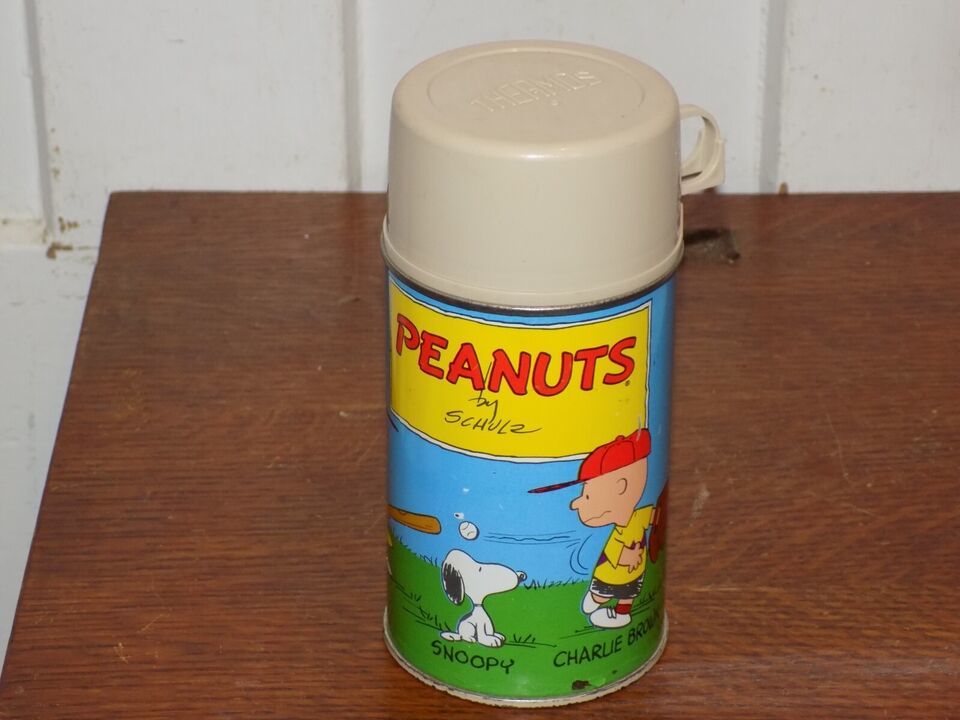 THERMOS
PEANUTS®
by
SCHULZ
SNOOPY
CHARLIE BROWN